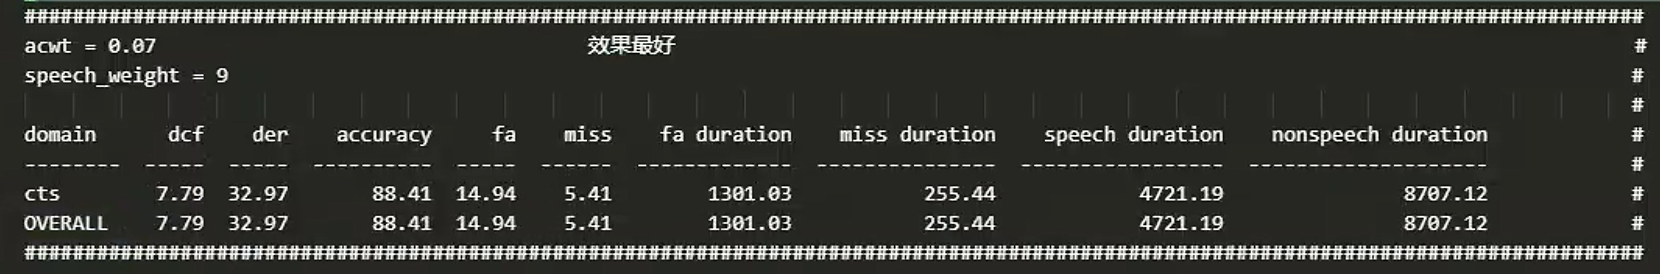 ######################################################################################################################################
acwt = 0.07 效果最好 #
speech_weight = 9 #
#
domain dcf der accuracy fa miss fa duration miss duration speech duration nonspeech duration #
-------- ----- ----- ---------- ----- ------ ------------- --------------- ----------------- -------------------- #
cts 7.79 32.97 88.41 14.94 5.41 1301.03 255.44 4721.19 8707.12 #
OVERALL 7.79 32.97 88.41 14.94 5.41 1301.03 255.44 4721.19 8707.12 #
######################################################################################################################################